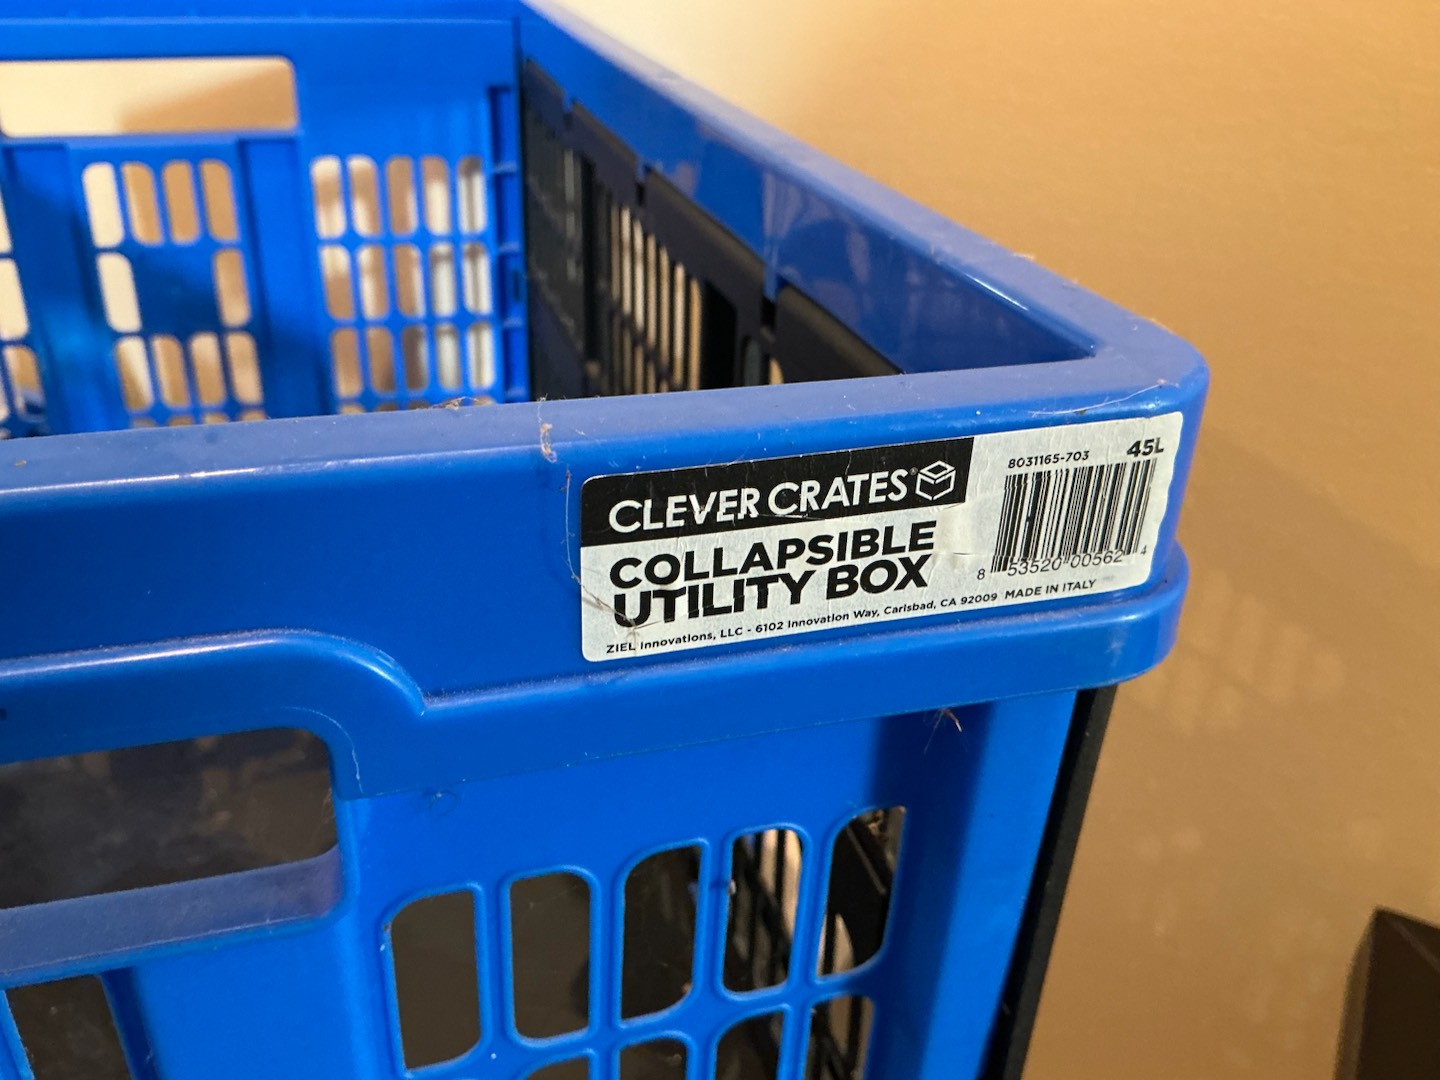 CLEVER CRATES®
COLLAPSIBLE
UTILITY BOX
ZIEL Innovations, LLC - 6102 Innovation Way, Carlsbad, CA 92009 MADE IN ITALY
8031165-703 45L
8 53520 00562 4